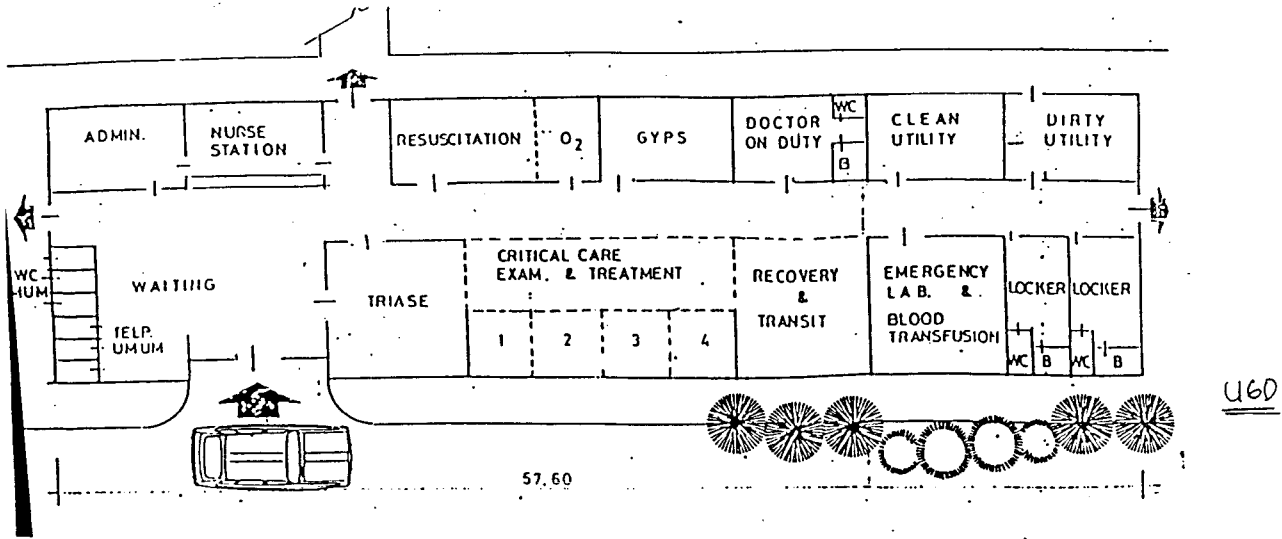 ADMIN.
NURSE
STATION
RESUSCITATION
O2
GYPS
DOCTOR
ON DUTY
WC
B
CLEAN
UTILITY
DIRTY
UTILITY
WC
UMUM
WAITING
TELP.
UMUM
TRIASE
CRITICAL CARE
EXAM. & TREATMENT
1 2 3 4
RECOVERY
&
TRANSIT
EMERGENCY
LAB. &
BLOOD
TRANSFUSION
LOCKER
WC B
LOCKER
WC B
57.60
UGD